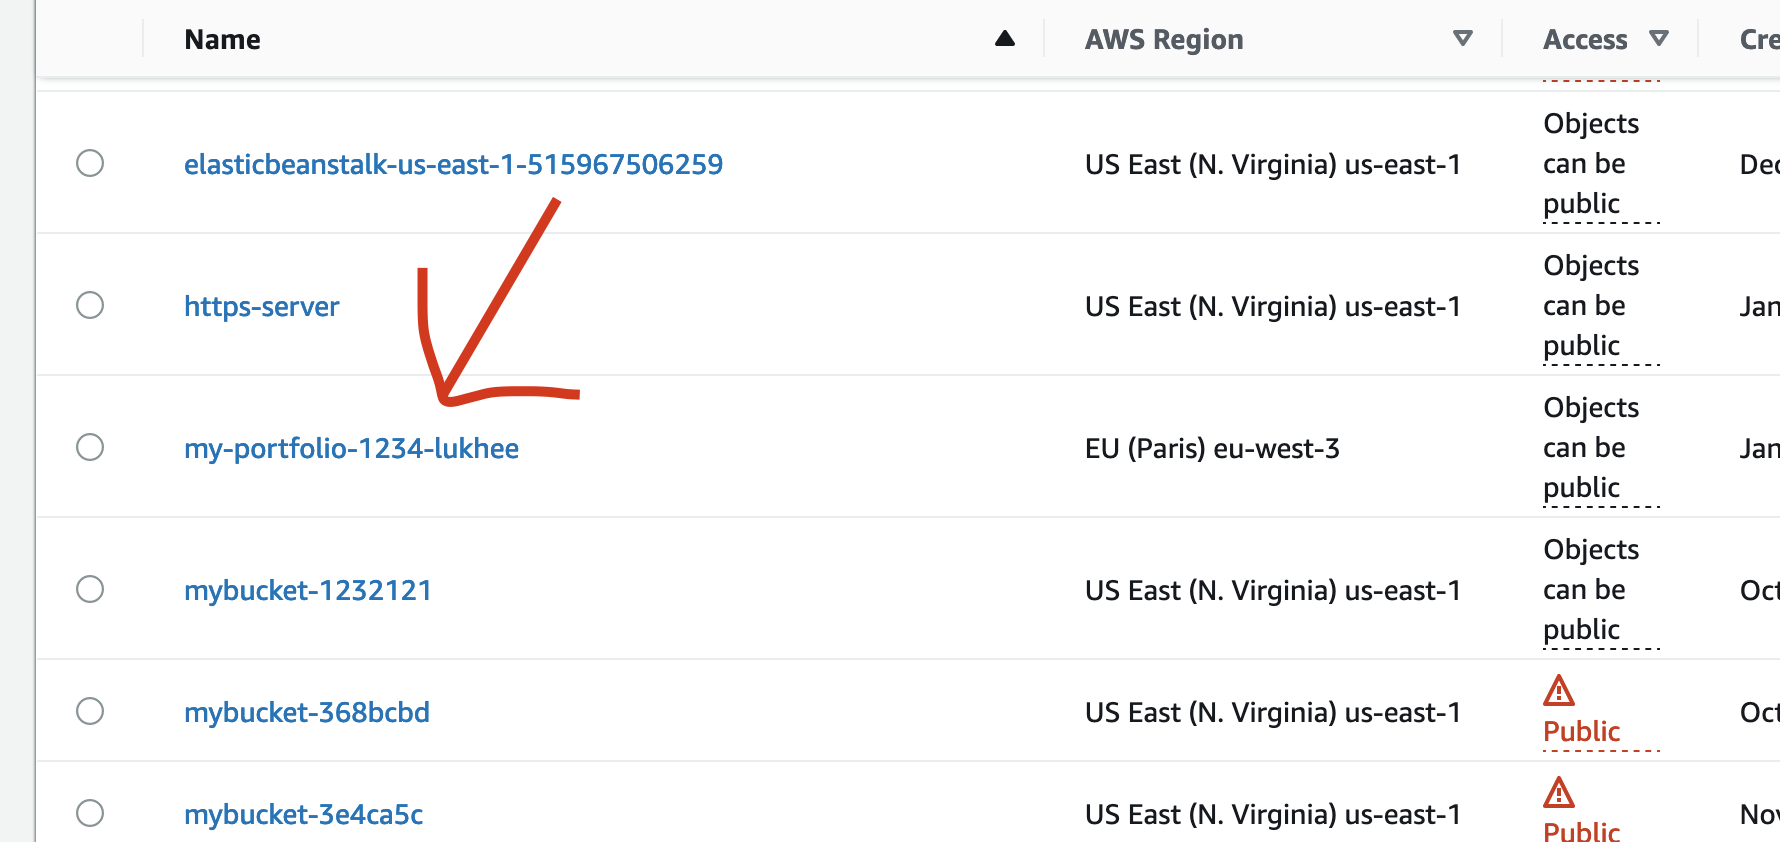 Name AWS Region Access Cre
elasticbeanstalk-us-east-1-515967506259 US East (N. Virginia) us-east-1 Objects can be public Dec
https-server US East (N. Virginia) us-east-1 Objects can be public Jan
my-portfolio-1234-lukhee EU (Paris) eu-west-3 Objects can be public Jan
mybucket-1232121 US East (N. Virginia) us-east-1 Objects can be public Oct
mybucket-368bcbd US East (N. Virginia) us-east-1 Public Oct
mybucket-3e4ca5c US East (N. Virginia) us-east-1 Public Nov